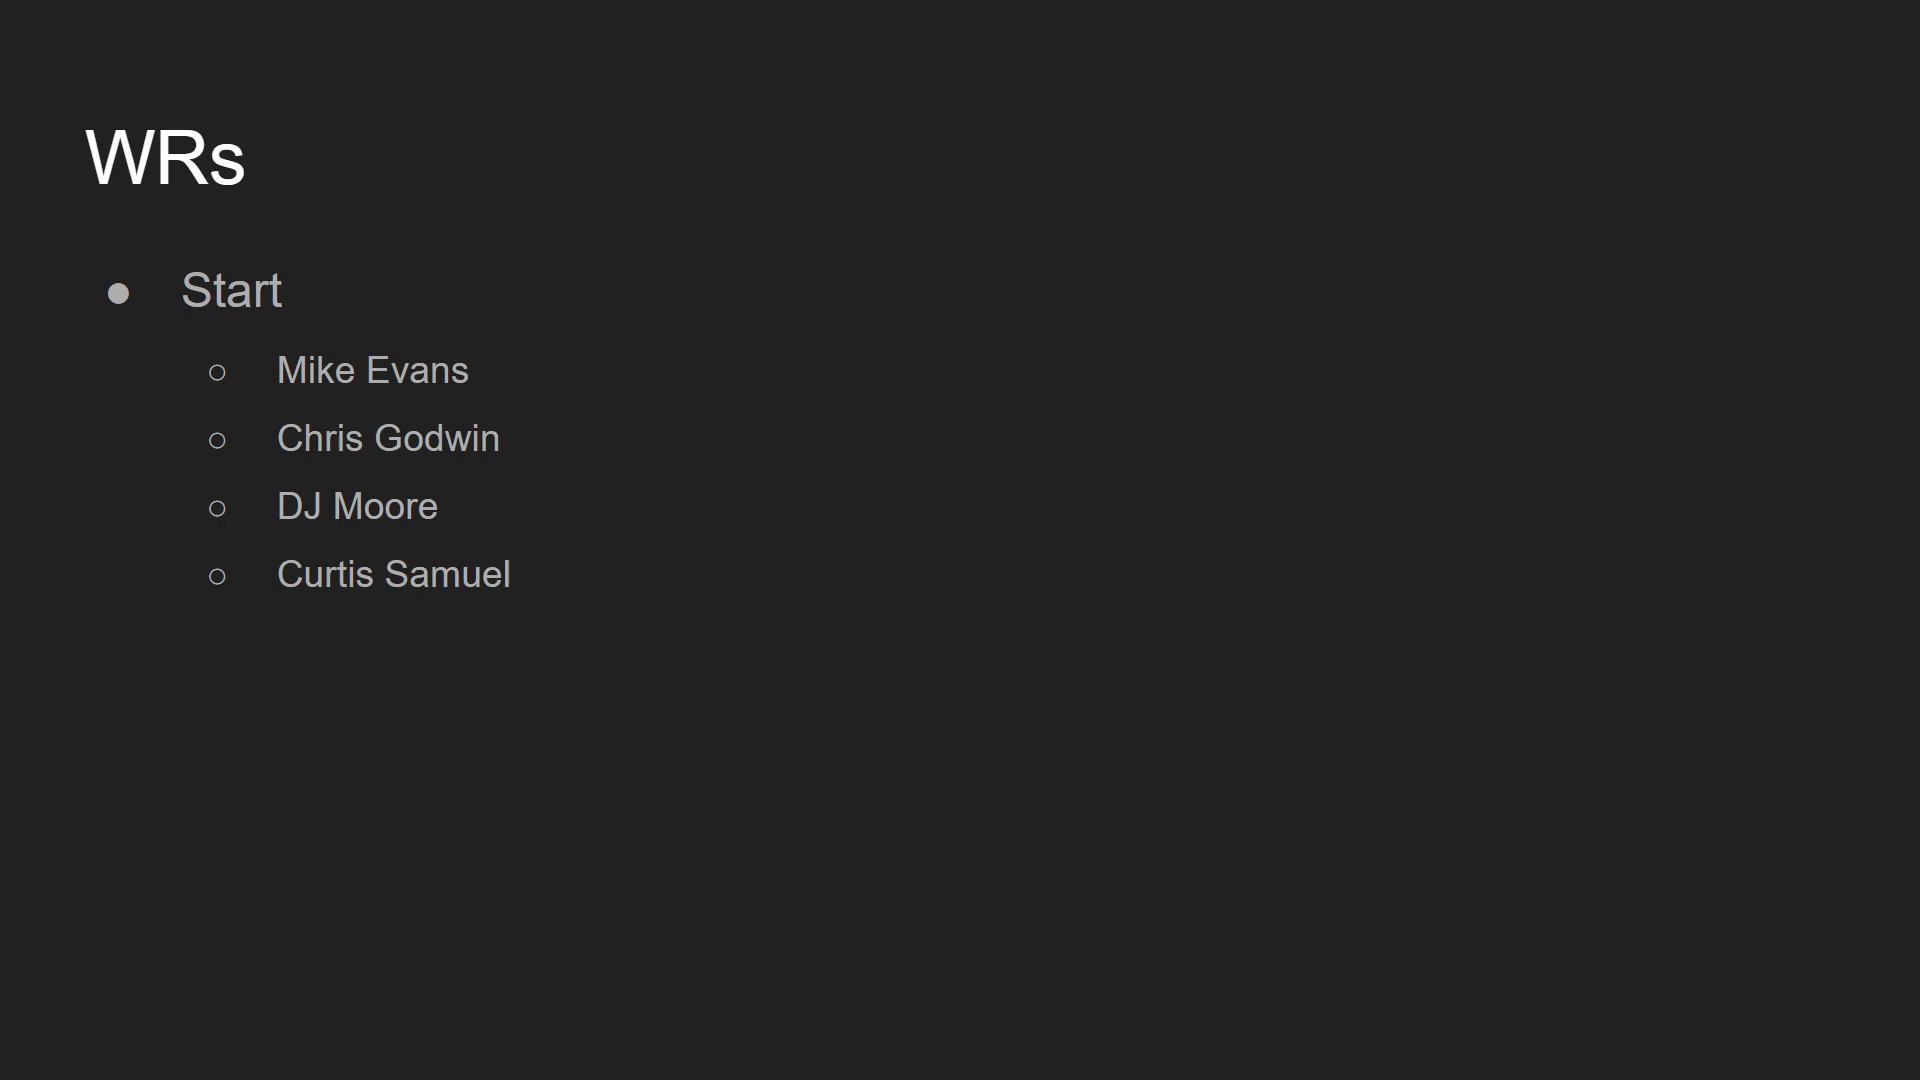 WRs
● Start
○ Mike Evans
○ Chris Godwin
○ DJ Moore
○ Curtis Samuel